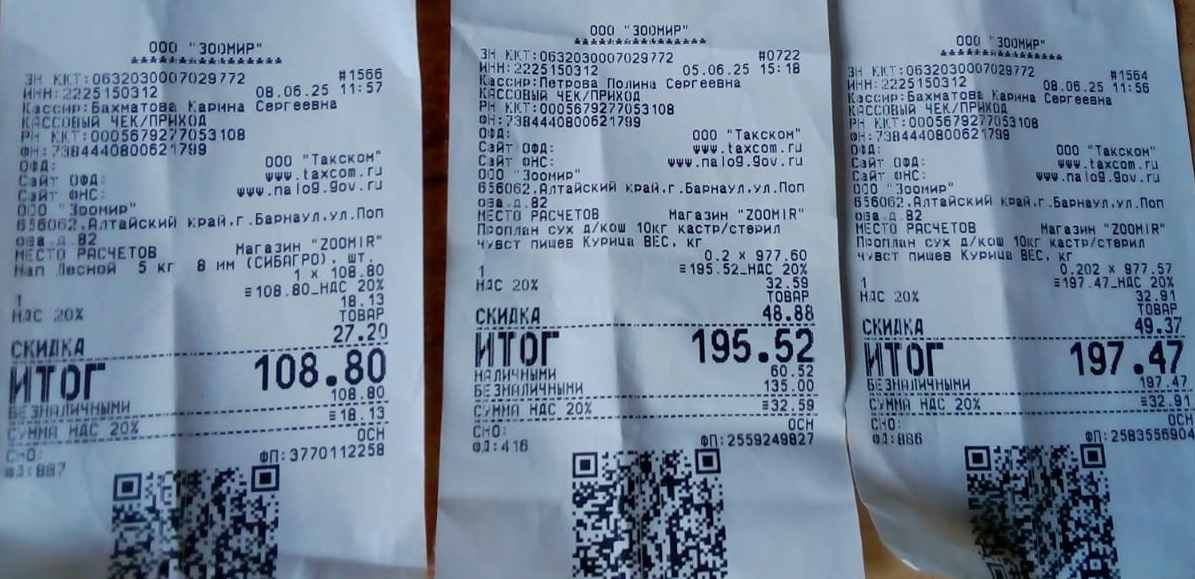 ООО "ЗООМИР"
ЗН ККТ:0632030007029772 #1566
ИНН:2225150312 08.06.25 11:57
Кассир:Бахматова Карина Сергеевна
КАССОВЫЙ ЧЕК/ПРИХОД
РН ККТ:0005679277053108
ФН:7384440800621799
ОФД: ООО "Такском"
Сайт ОФД: www.taxcom.ru
Сайт ФНС: www.nalog.gov.ru
ООО "Зоомир"
656062,Алтайский край,г.Барнаул,ул.Поп
ова д.82
МЕСТО РАСЧЕТОВ Магазин "ZOOMIR"
Нап Лесной 5 кг 8 мм (СИБАГРО), шт.
1 x 108.80
1 ≡108.80_НДС 20%
НДС 20% 18.13
ТОВАР
СКИДКА 27.20
ИТОГ 108.80
БЕЗНАЛИЧНЫМИ 108.80
СУММА НДС 20% ≡18.13
СНО: ОСН
ФД:887 ФП:3770112258
ООО "ЗООМИР"
ЗН ККТ:0632030007029772 #0722
ИНН:2225150312 05.06.25 15:18
Кассир:Петрова Полина Сергеевна
КАССОВЫЙ ЧЕК/ПРИХОД
РН ККТ:0005679277053108
ФН:7384440800621799
ОФД: ООО "Такском"
Сайт ОФД: www.taxcom.ru
Сайт ФНС: www.nalog.gov.ru
ООО "Зоомир"
656062,Алтайский край,г.Барнаул,ул.Поп
ова д.82
МЕСТО РАСЧЕТОВ Магазин "ZOOMIR"
Проплан сух д/кош 10кг кастр/стерил
чувст пищев Курица ВЕС, кг
0.2 x 977.60
1 ≡195.52_НДС 20%
НДС 20% 32.59
ТОВАР
СКИДКА 48.88
ИТОГ 195.52
НАЛИЧНЫМИ 60.52
БЕЗНАЛИЧНЫМИ 135.00
СУММА НДС 20% ≡32.59
СНО: ОСН
ФД:416 ФП:2559249827
ООО "ЗООМИР"
ЗН ККТ:0632030007029772 #1564
ИНН:2225150312 08.06.25 11:56
Кассир:Бахматова Карина Сергеевна
КАССОВЫЙ ЧЕК/ПРИХОД
РН ККТ:0005679277053108
ФН:7384440800621799
ОФД: ООО "Такском"
Сайт ОФД: www.taxcom.ru
Сайт ФНС: www.nalog.gov.ru
ООО "Зоомир"
656062,Алтайский край,г.Барнаул,ул.Поп
ова д.82
МЕСТО РАСЧЕТОВ Магазин "ZOOMIR"
Проплан сух д/кош 10кг кастр/стерил
чувст пищев Курица ВЕС, кг
0.202 x 977.57
1 ≡197.47_НДС 20%
НДС 20% 32.91
ТОВАР
СКИДКА 49.37
ИТОГ 197.47
БЕЗНАЛИЧНЫМИ 197.47
СУММА НДС 20% ≡32.91
СНО: ОСН
ФД:886 ФП:2583556904